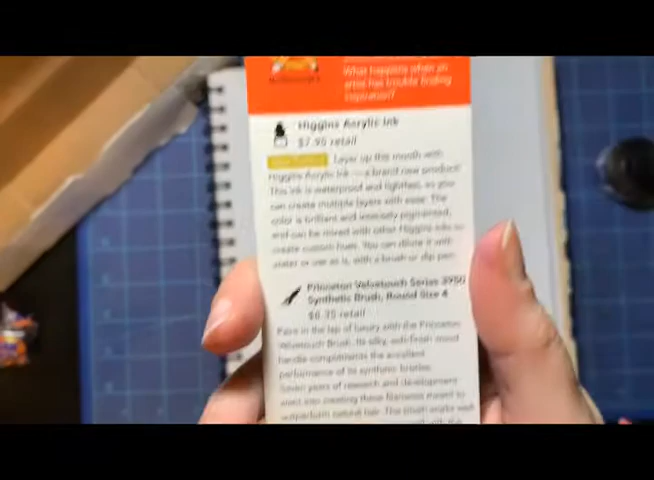 What happens when an
artist has trouble finding
inspiration?
Higgins Acrylic Ink
$7.95 retail
Layer up this month with
Higgins Acrylic Ink — a brand new product!
This ink is waterproof and lightfast, so you
can create multiple layers with ease. The
color is brilliant and intensely pigmented,
and can be mixed with other Higgins inks to
create custom hues. You can dilute it with
water or use as is, with a brush or dip pen.
Princeton Velvetouch Series 3950
Synthetic Brush, Round Size 4
$6.35 retail
Paint in the lap of luxury with the Princeton
Velvetouch Brush. Its silky, satin-finish wood
handle compliments the excellent
performance of its synthetic bristles.
Seven years of research and development
went into creating these filaments meant to
outperform natural hair. This brush works well